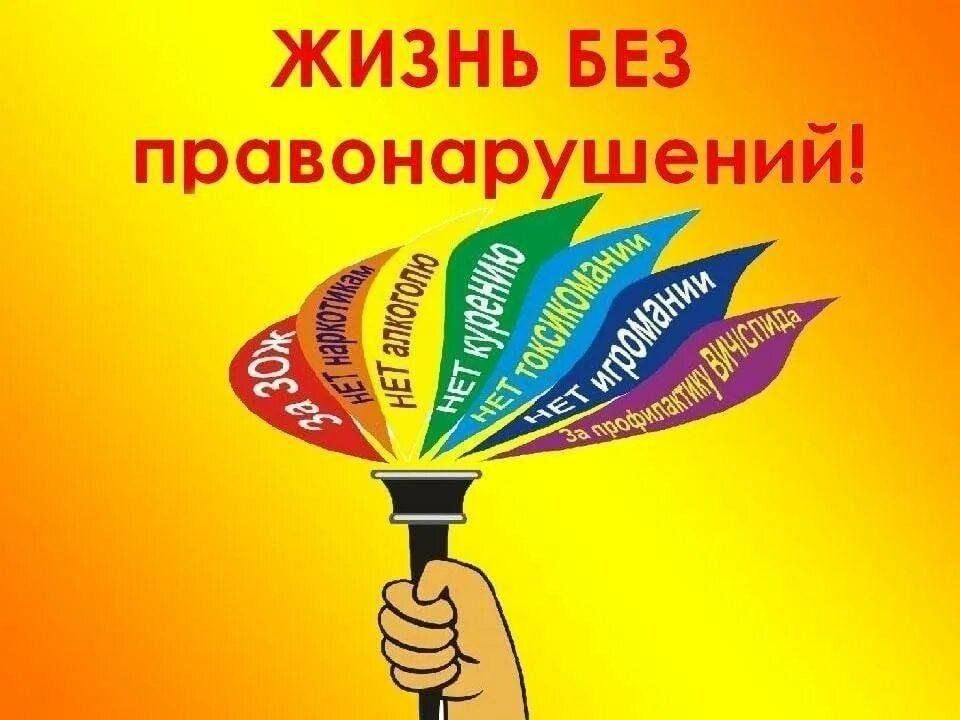 ЖИЗНЬ БЕЗ
правонарушений!
За ЗОЖ
НЕТ наркотикам
НЕТ алкоголю
НЕТ курению
НЕТ токсикомании
НЕТ игромании
За профилактику ВИЧ/СПИДа